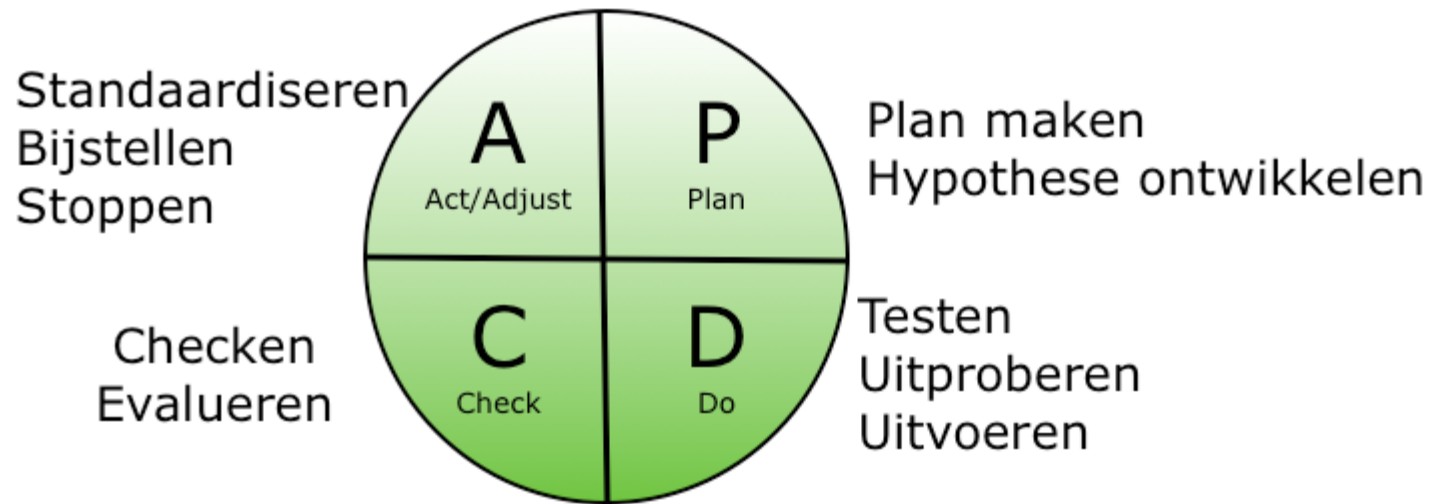 Standaardiseren
Bijstellen
Stoppen
A
Act/Adjust
P
Plan
Plan maken
Hypothese ontwikkelen
Checken
Evalueren
C
Check
D
Do
Testen
Uitproberen
Uitvoeren